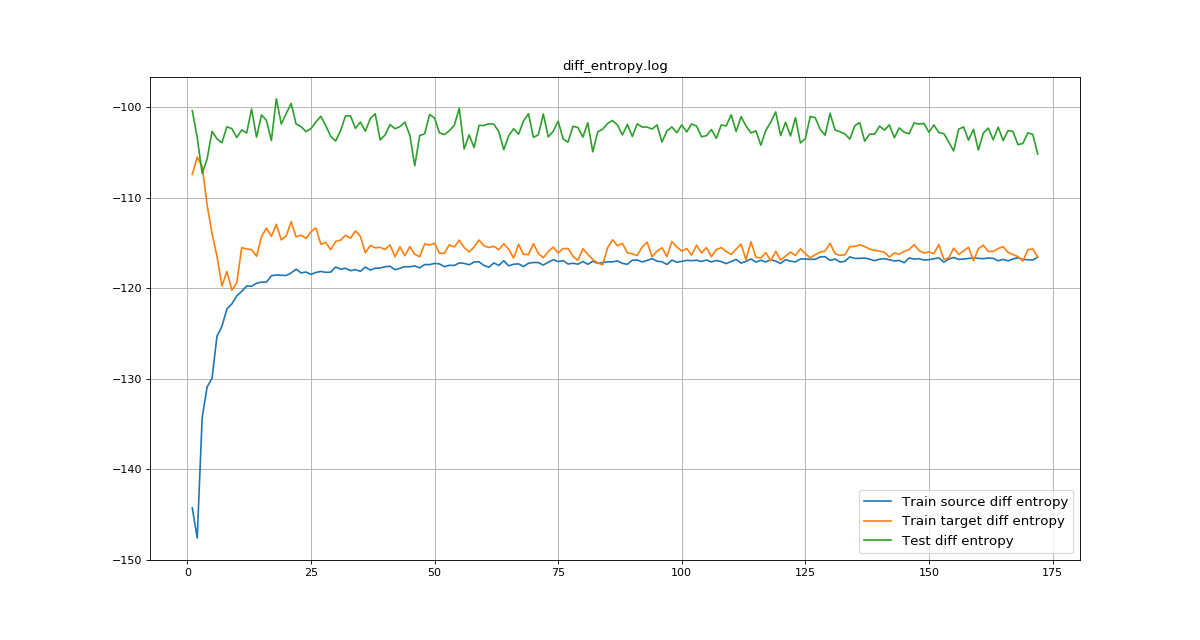 diff_entropy.log
−100
−110
−120
−130
−140
−150
0 25 50 75 100 125 150 175
Train source diff entropy
Train target diff entropy
Test diff entropy